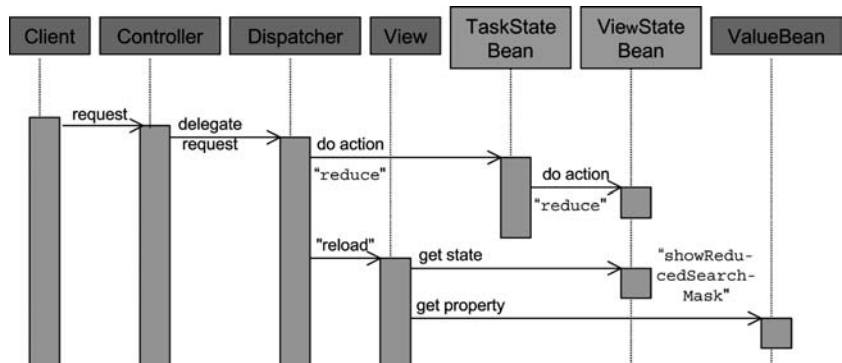 Client
Controller
Dispatcher
View
TaskState
Bean
ViewState
Bean
ValueBean
request
delegate
request
do action
"reduce"
do action
"reduce"
"reload"
get state
"showRedu-
cedSearch-
Mask"
get property